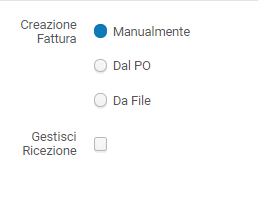 Creazione
Fattura
Manualmente
Dal PO
Da File
Gestisci
Ricezione